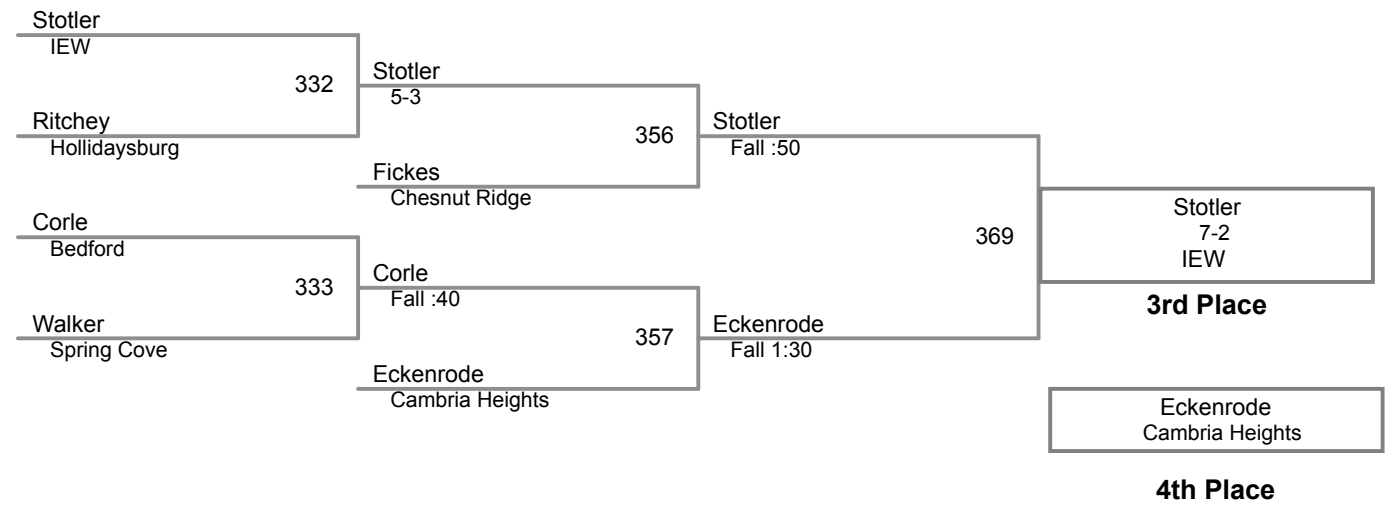 Stotler
IEW
332
Ritchey
Hollidaysburg
Corle
Bedford
333
Walker
Spring Cove
Stotler
5-3
356
Fickes
Chesnut Ridge
Corle
Fall :40
357
Eckenrode
Cambria Heights
Stotler
Fall :50
369
Eckenrode
Fall 1:30
Stotler
7-2
IEW
3rd Place
Eckenrode
Cambria Heights
4th Place